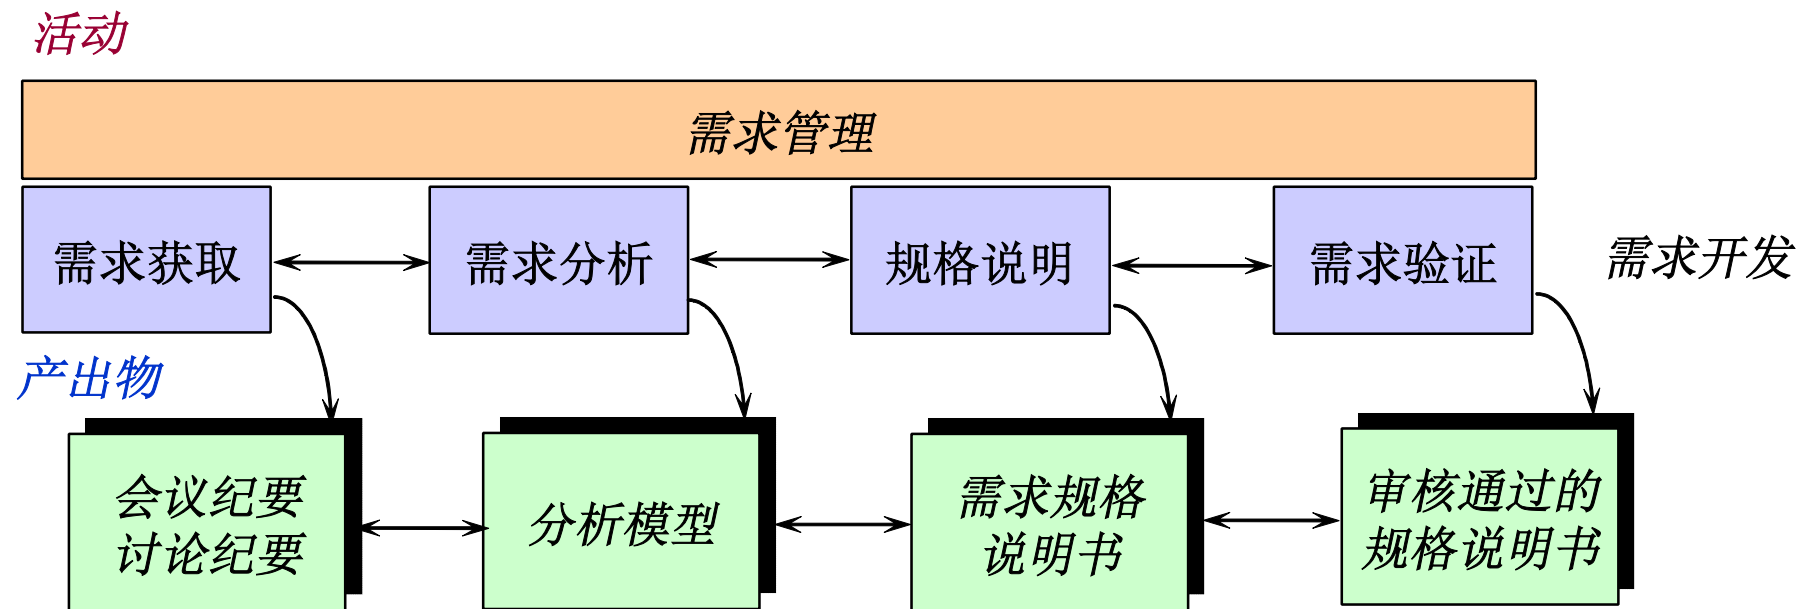 活动
需求管理
需求获取
需求分析
规格说明
需求验证
需求开发
产出物
会议纪要
讨论纪要
分析模型
需求规格
说明书
审核通过的
规格说明书